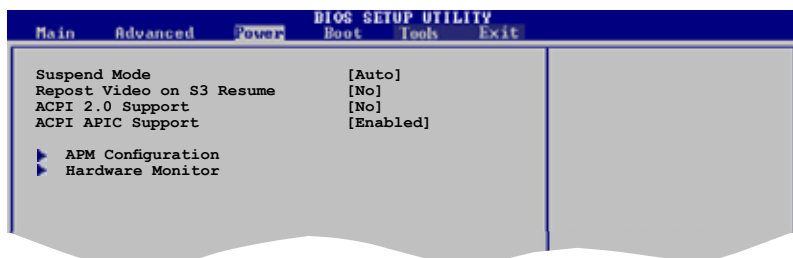 BIOS SETUP UTILITY
Main Advanced Power Boot Tools Exit
Suspend Mode [Auto]
Repost Video on S3 Resume [No]
ACPI 2.0 Support [No]
ACPI APIC Support [Enabled]
APM Configuration
Hardware Monitor